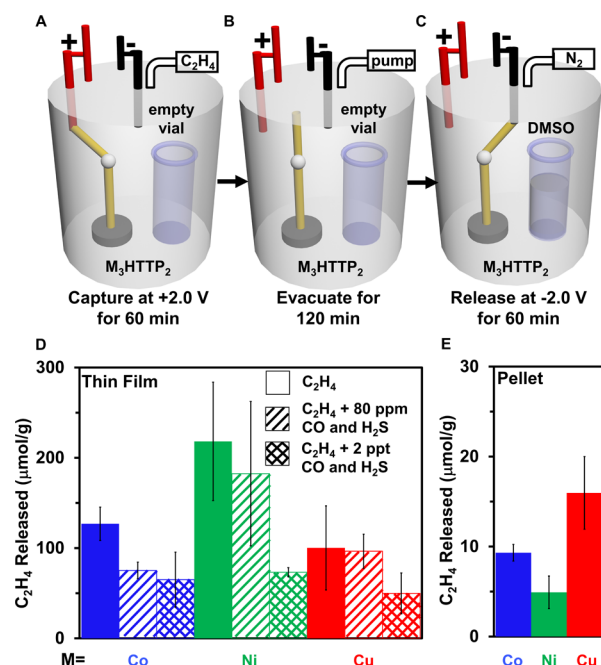 A
B
C
+
-
C₂H₄
+
-
pump
+
-
N₂
empty
vial
empty
vial
DMSO
M₃HTTP₂
M₃HTTP₂
M₃HTTP₂
Capture at +2.0 V
for 60 min
Evacuate for
120 min
Release at -2.0 V
for 60 min
D
Thin Film
C₂H₄
C₂H₄ + 80 ppm
CO and H₂S
C₂H₄ + 2 ppt
CO and H₂S
C₂H₄ Released (μmol/g)
300
200
100
0
M=
Co
Ni
Cu
E
Pellet
C₂H₄ Released (μmol/g)
30
20
10
0
Co
Ni
Cu